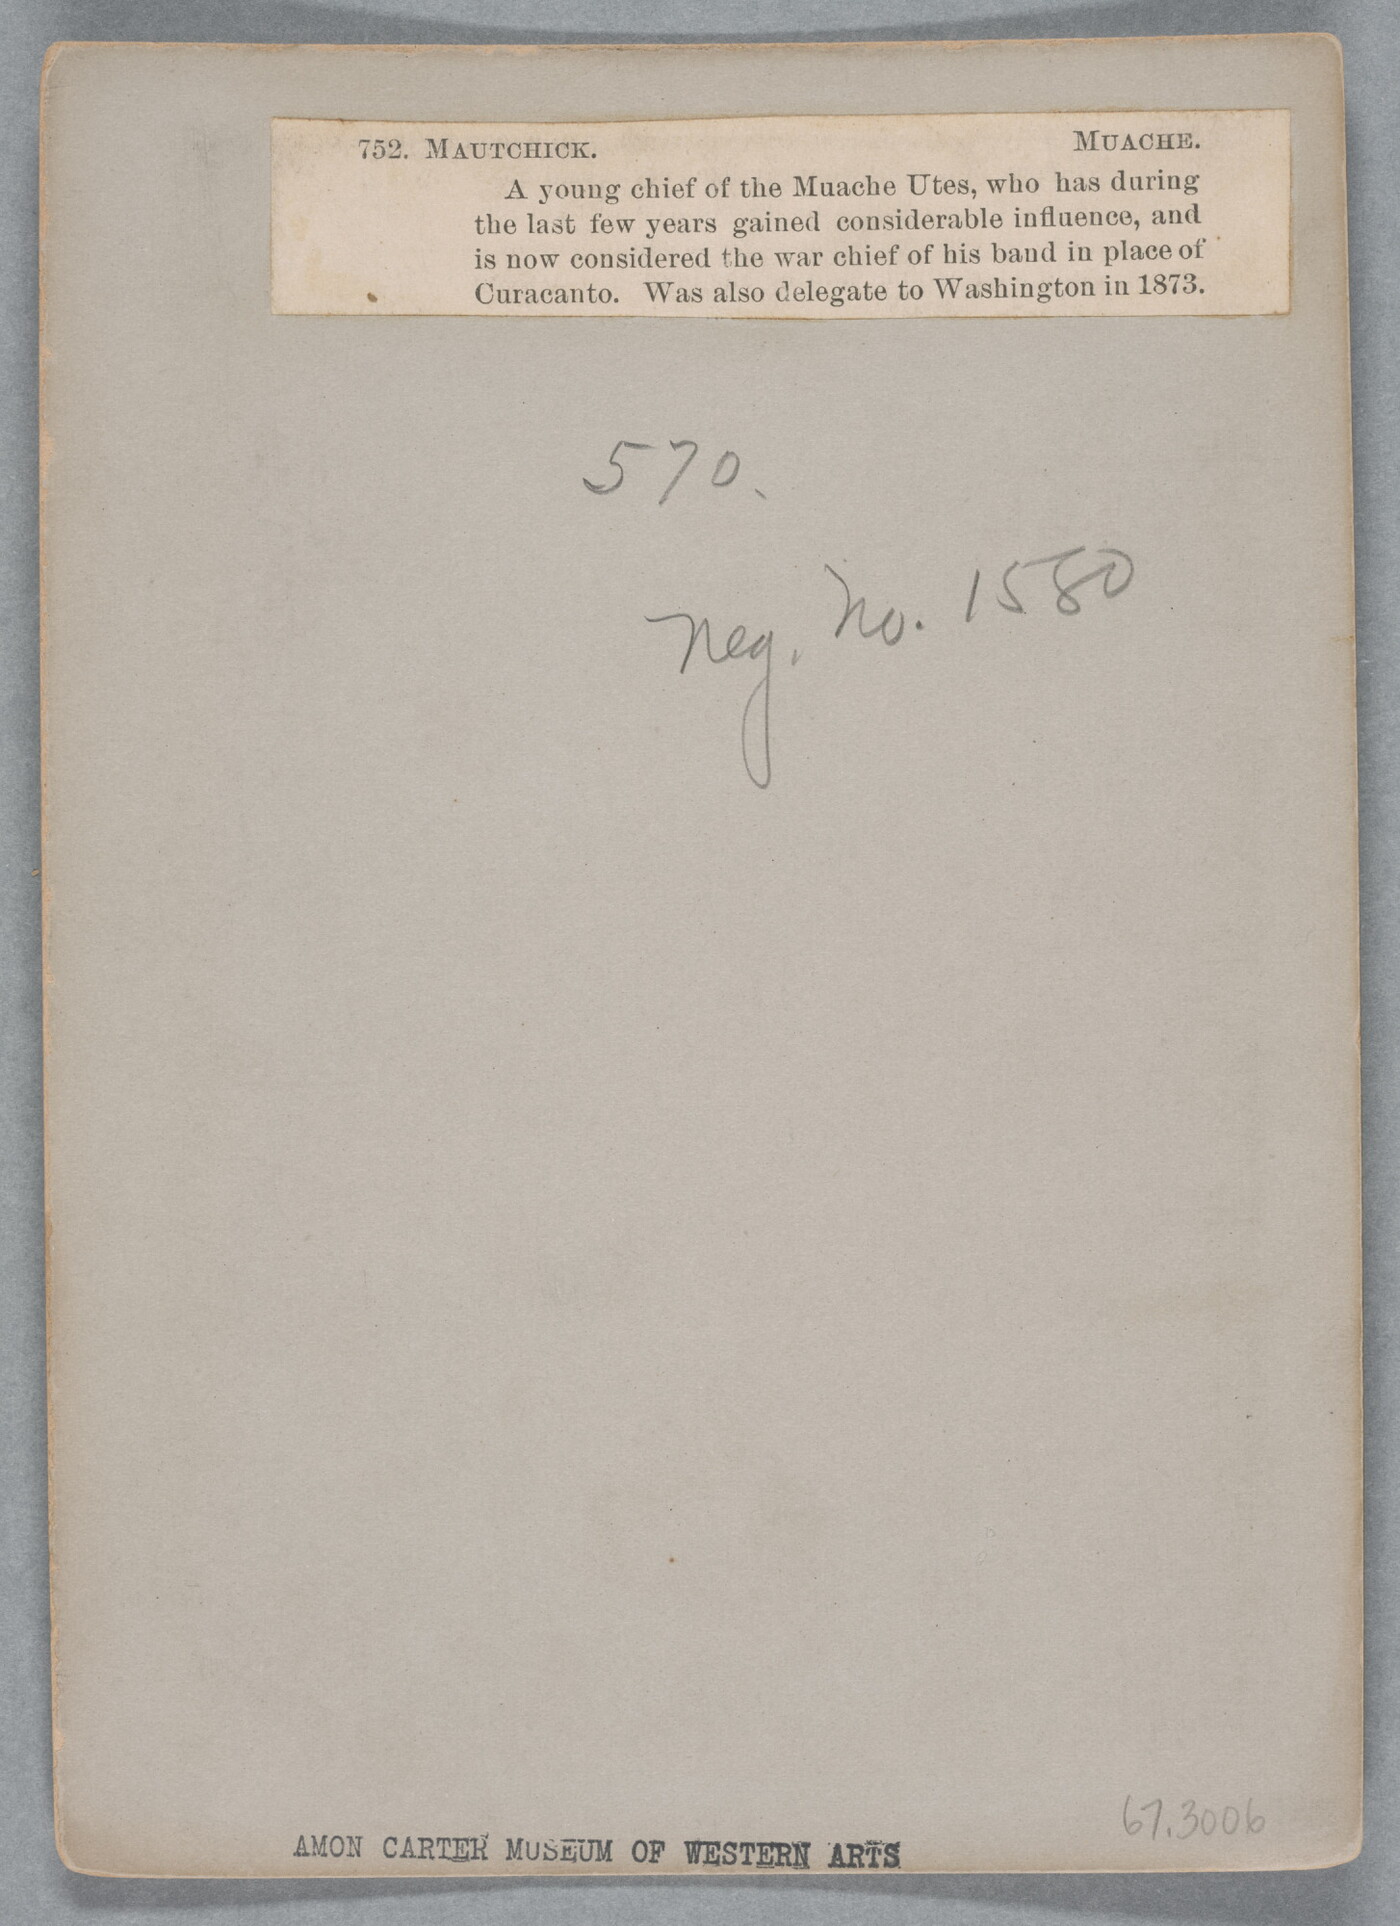 752. MAUTCHICK. MUACHE.
A young chief of the Muache Utes, who has during
the last few years gained considerable influence, and
is now considered the war chief of his band in place of
Curacanto. Was also delegate to Washington in 1873.
570.
Neg. No. 1580
67.3006
AMON CARTER MUSEUM OF WESTERN ARTS